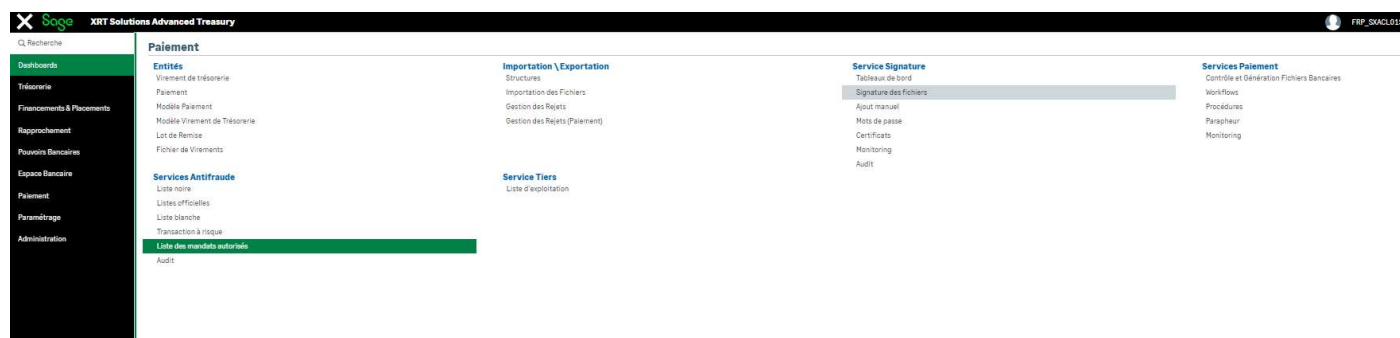 Sage XRT Solutions Advanced Treasury
FRP_SXACL01
Recherche
Dashboards
Trésorerie
Financements & Placements
Rapprochement
Pouvoirs Bancaires
Espace Bancaire
Paiement
Paramétrage
Administration
Paiement
Entités
Virement de trésorerie
Paiement
Modèle Paiement
Modèle Virement de Trésorerie
Lot de Remise
Fichier de Virements
Importation \ Exportation
Structures
Importation des Fichiers
Gestion des Rejets
Gestion des Rejets (Paiement)
Service Signature
Tableaux de bord
Signature des fichiers
Ajout manuel
Mots de passe
Certificats
Monitoring
Audit
Services Paiement
Contrôle et Génération Fichiers Bancaires
Workflows
Procédures
Parapheur
Monitoring
Services Antifraude
Liste noire
Listes officielles
Liste blanche
Transaction à risque
Liste des mandats autorisés
Audit
Service Tiers
Liste d'exploitation